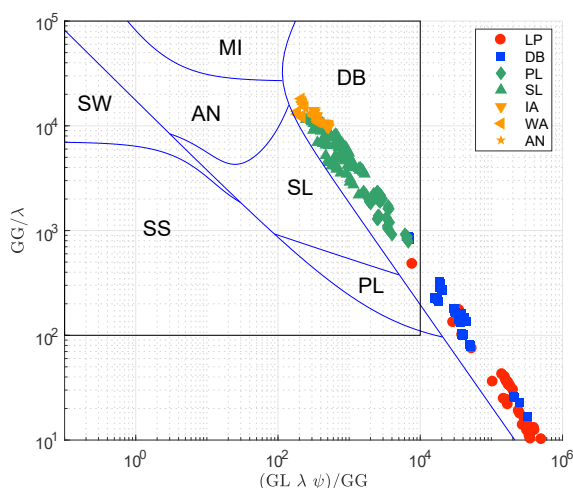 10^5
10^4
10^3
10^2
10^1
GG/λ
10^0
10^2
10^4
10^6
(GL λ ψ)/GG
MI
DB
SW
AN
SL
SS
PL
LP
DB
PL
SL
IA
WA
AN